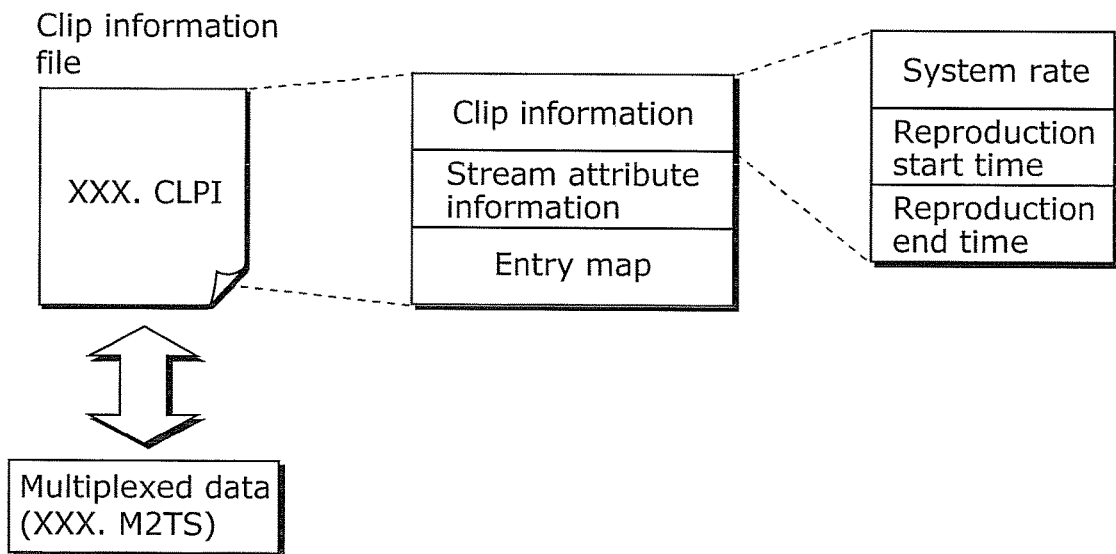 Clip information
file
XXX. CLPI
Multiplexed data
(XXX. M2TS)
Clip information
Stream attribute
information
Entry map
System rate
Reproduction
start time
Reproduction
end time